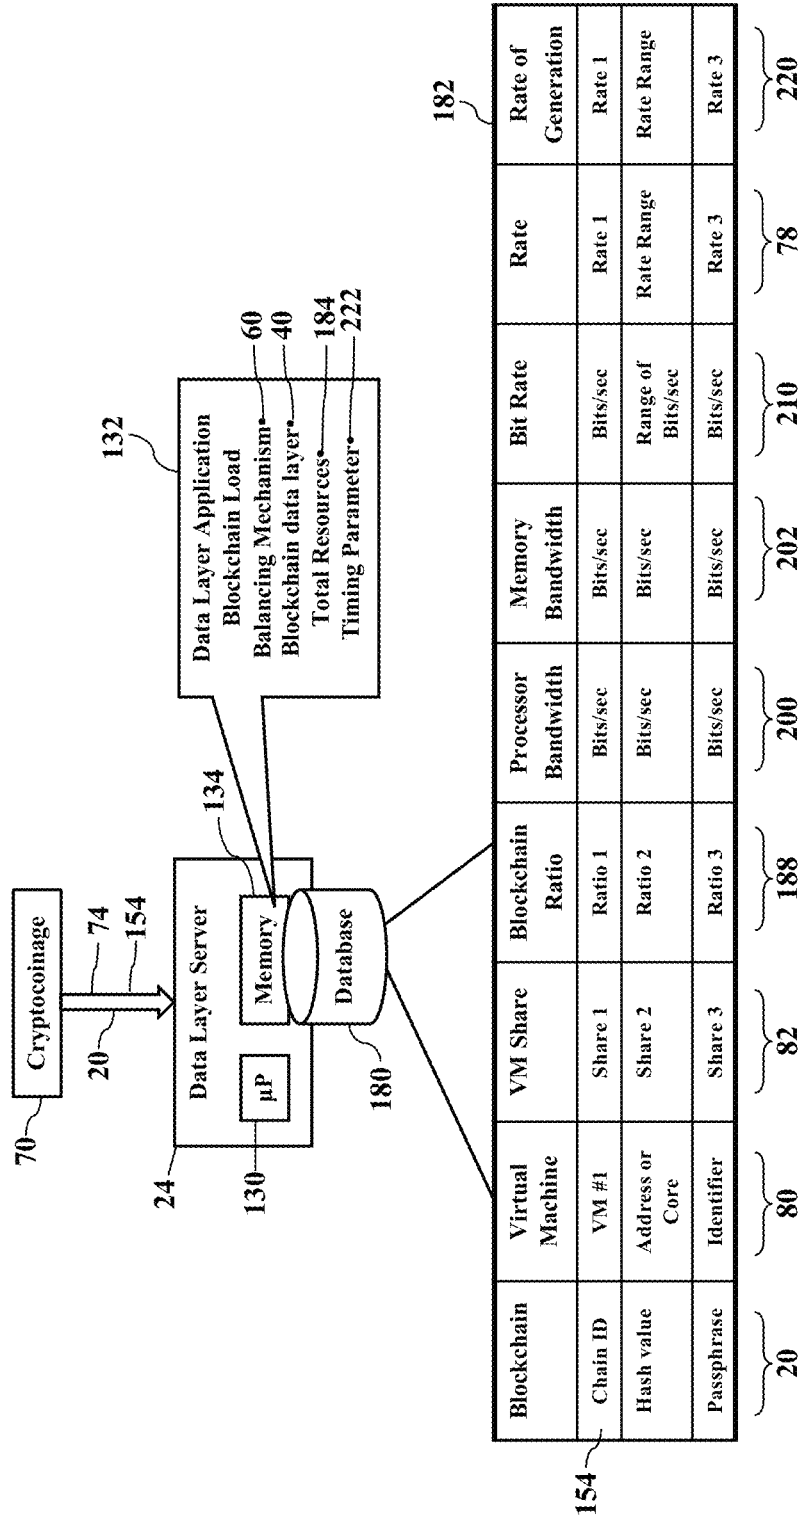 70
Cryptocoinage
20
74
154
24
Data Layer Server
130
µP
Memory
134
180
Database
132
Data Layer Application
Blockchain Load
Balancing Mechanism•
60
Blockchain data layer•
40
Total Resources•
184
Timing Parameter•
222
182
Blockchain
Virtual
Machine
VM Share
Blockchain
Ratio
Processor
Bandwidth
Memory
Bandwidth
Bit Rate
Rate
Rate of
Generation
154
Chain ID
VM #1
Share 1
Ratio 1
Bits/sec
Bits/sec
Bits/sec
Rate 1
Rate 1
Hash value
Address or
Core
Share 2
Ratio 2
Bits/sec
Bits/sec
Range of
Bits/sec
Rate Range
Rate Range
Passphrase
Identifier
Share 3
Ratio 3
Bits/sec
Bits/sec
Bits/sec
Rate 3
Rate 3
20
80
82
188
200
202
210
78
220